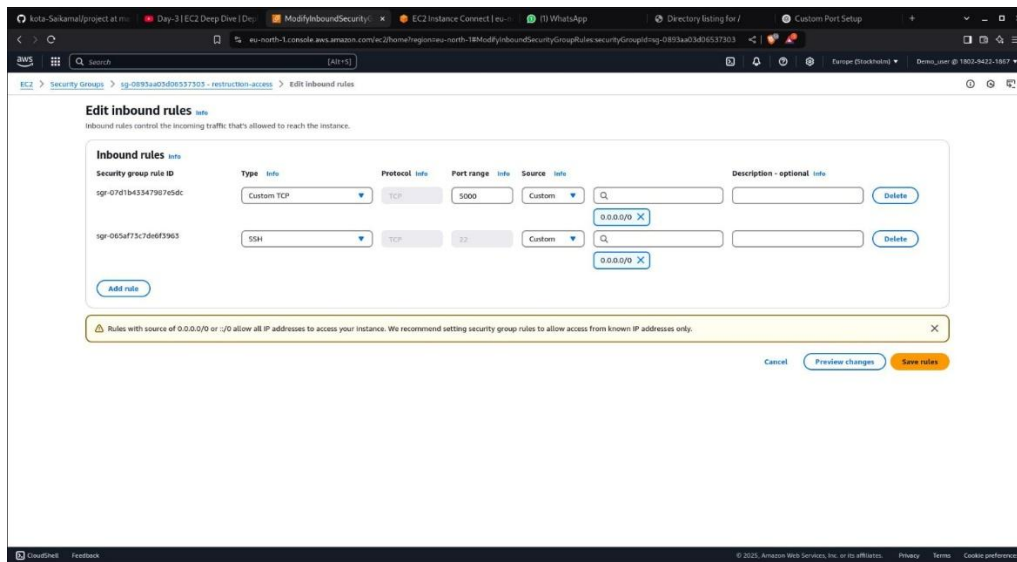 kota-Saikamal/project at m
Day-3 | EC2 Deep Dive | De
ModifyInboundSecurityG
EC2 Instance Connect | eu-n
(1) WhatsApp
Directory listing for /
Custom Port Setup
eu-north-1.console.aws.amazon.com/ec2/home?region=eu-north-1#ModifyInboundSecurityGroupRules:securityGroupId=sg-0893aa03d06537303
aws
Search
[Alt+S]
Europe (Stockholm)
Demo_user @ 1802-9422-1867
EC2 > Security Groups > sg-0893aa03d06537303 - restruction-access > Edit inbound rules
Edit inbound rules Info
Inbound rules control the incoming traffic that's allowed to reach the instance.
Inbound rules Info
Security group rule ID Type Info Protocol Info Port range Info Source Info Description - optional Info
sgr-07d1b43347987e5dc Custom TCP TCP 5000 Custom Delete
0.0.0.0/0
sgr-065af73c7de6f3963 SSH TCP 22 Custom Delete
0.0.0.0/0
Add rule
Rules with source of 0.0.0.0/0 or ::/0 allow all IP addresses to access your instance. We recommend setting security group rules to allow access from known IP addresses only.
Cancel Preview changes Save rules
CloudShell Feedback © 2025, Amazon Web Services, Inc. or its affiliates. Privacy Terms Cookie preference